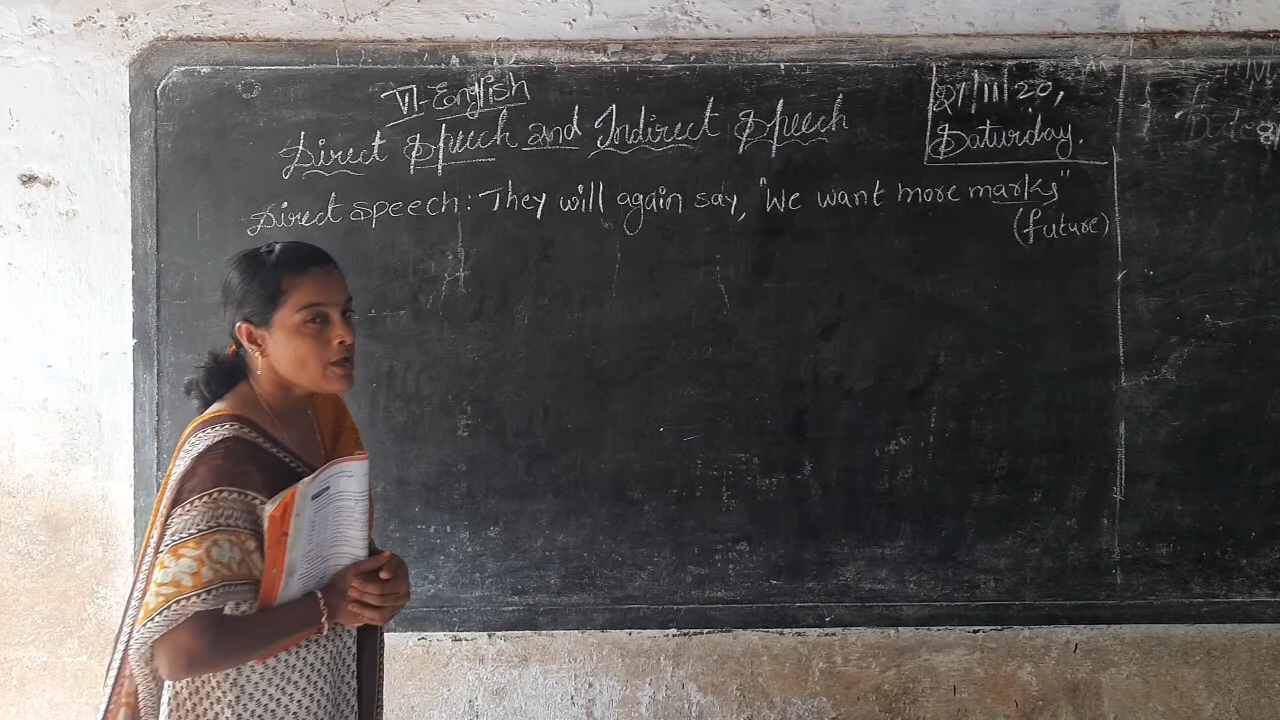 VI-English
Direct Speech and Indirect Speech
21/11/20,
Saturday.
Direct speech: They will again say, "We want more marks"
(future)